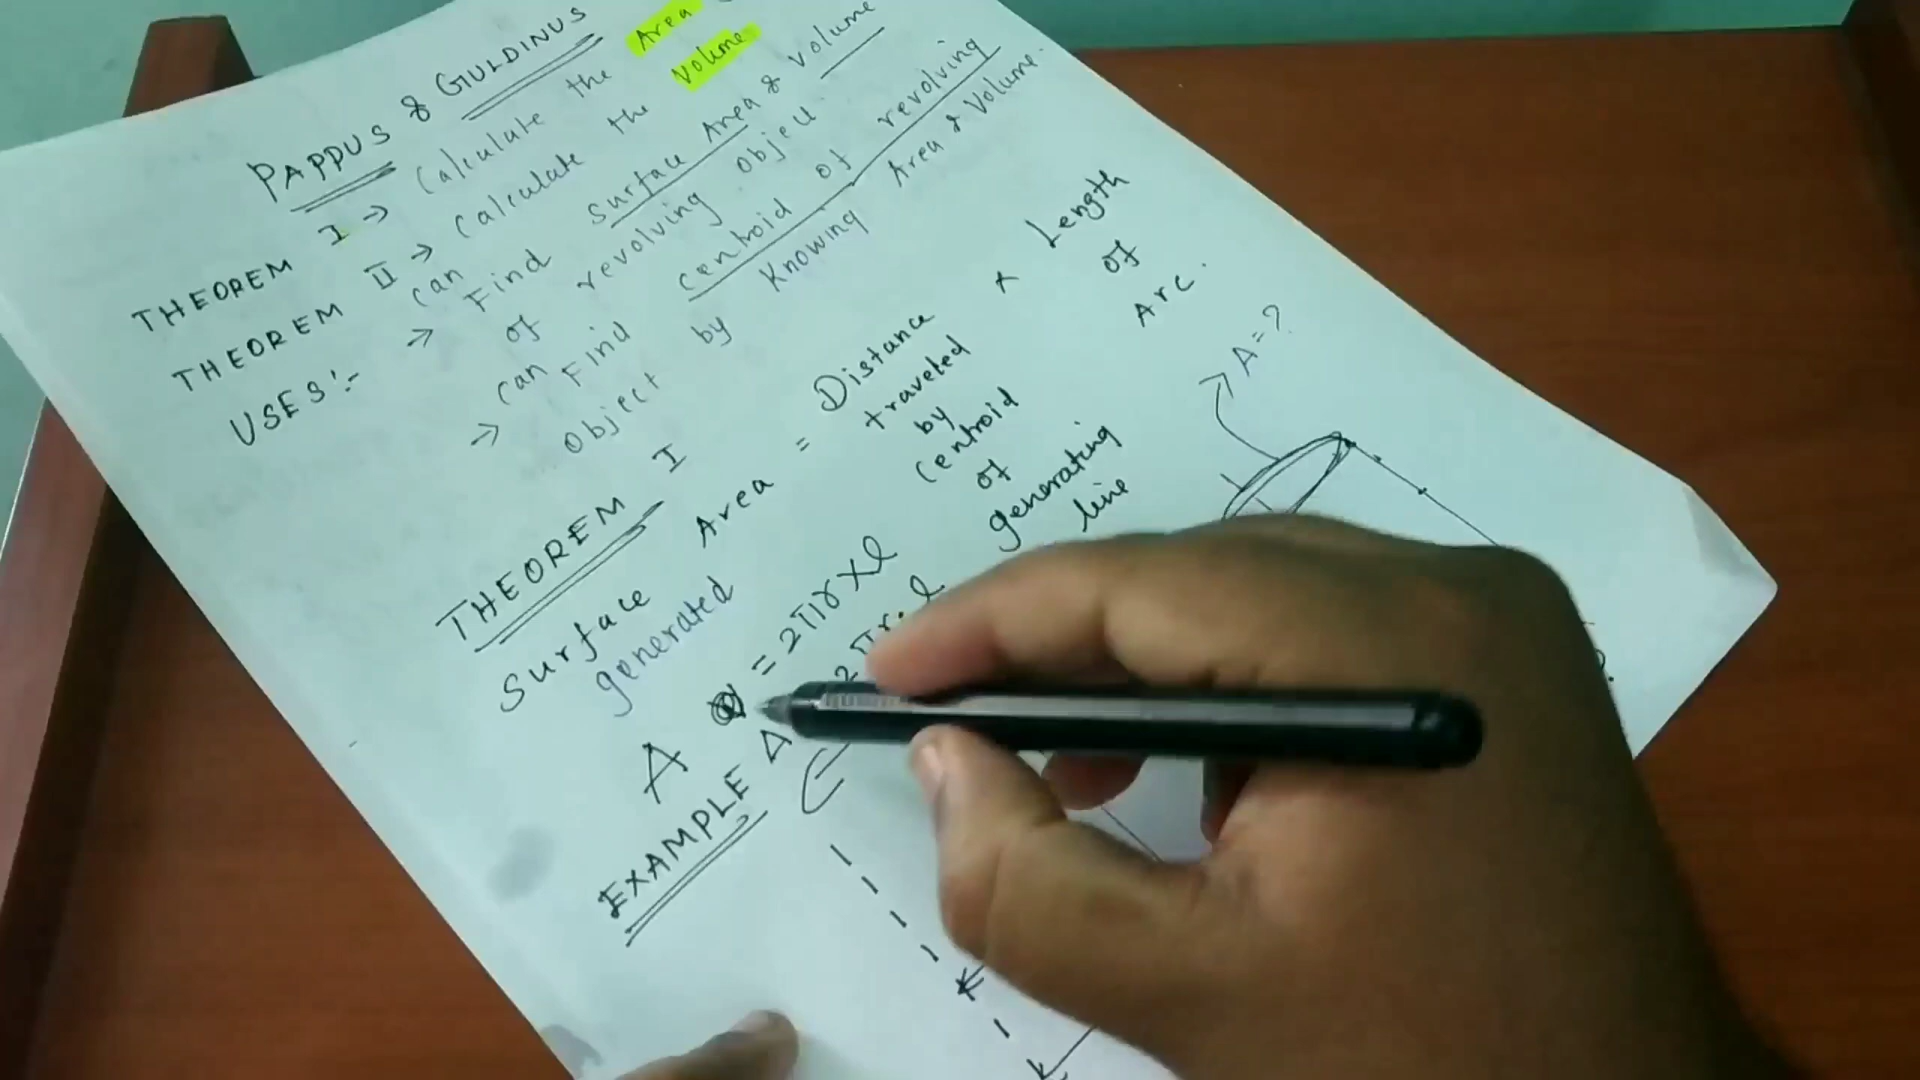 PAPPUS & GULDINUS
THEOREM I → Calculate the Area
THEOREM II → Calculate the Volume
USES:- → can Find Surface Area & volume
of revolving object
→ can Find centroid of revolving
object by Knowing Area & Volume.
THEOREM I
Surface Area generated = Distance traveled by centroid of generating line × Length of Arc.
A = 2πr×l
2πr.l
A=?
EXAMPLE